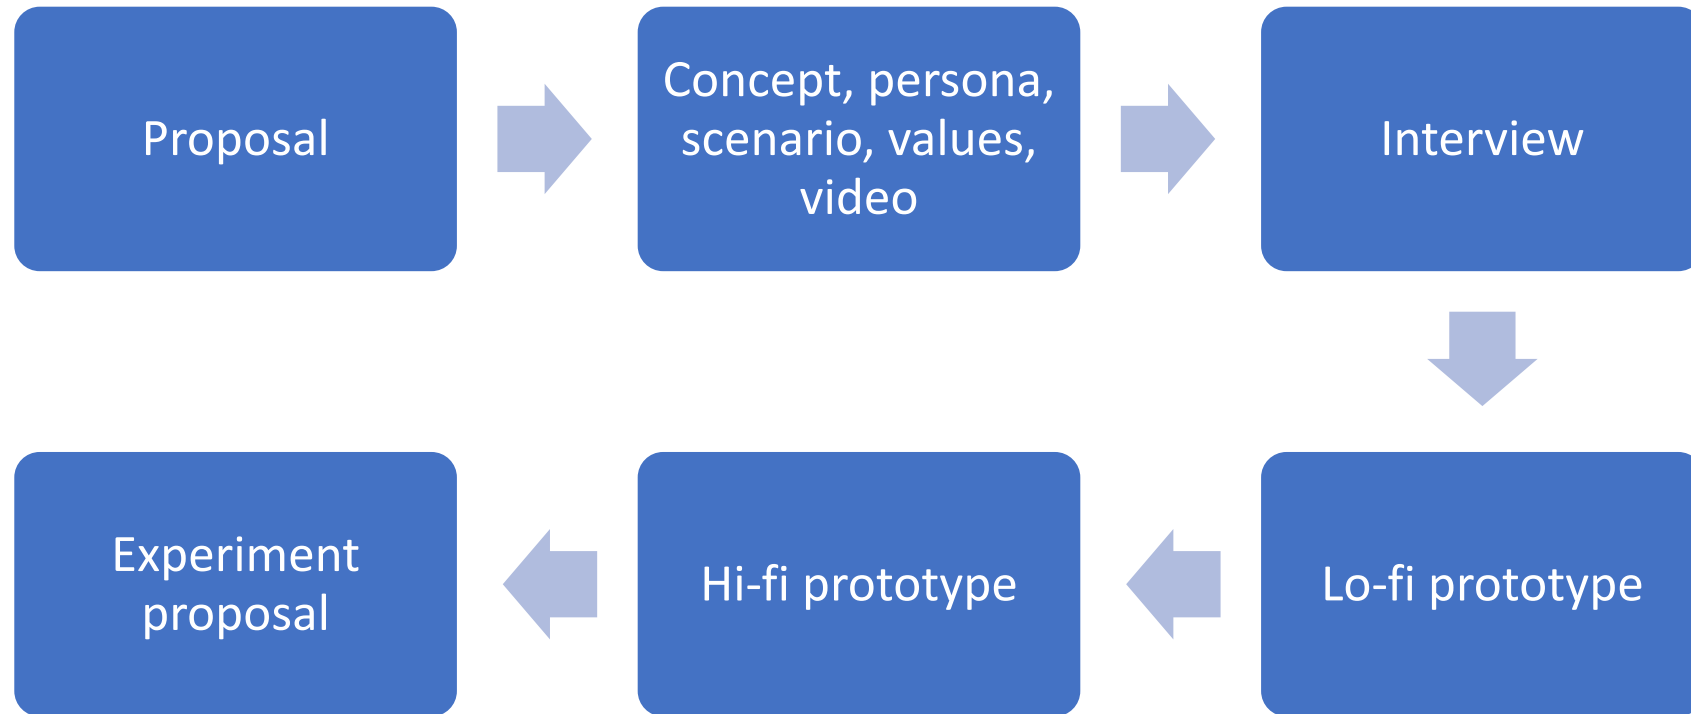 Proposal
Concept, persona,
scenario, values,
video
Interview
Lo-fi prototype
Hi-fi prototype
Experiment
proposal